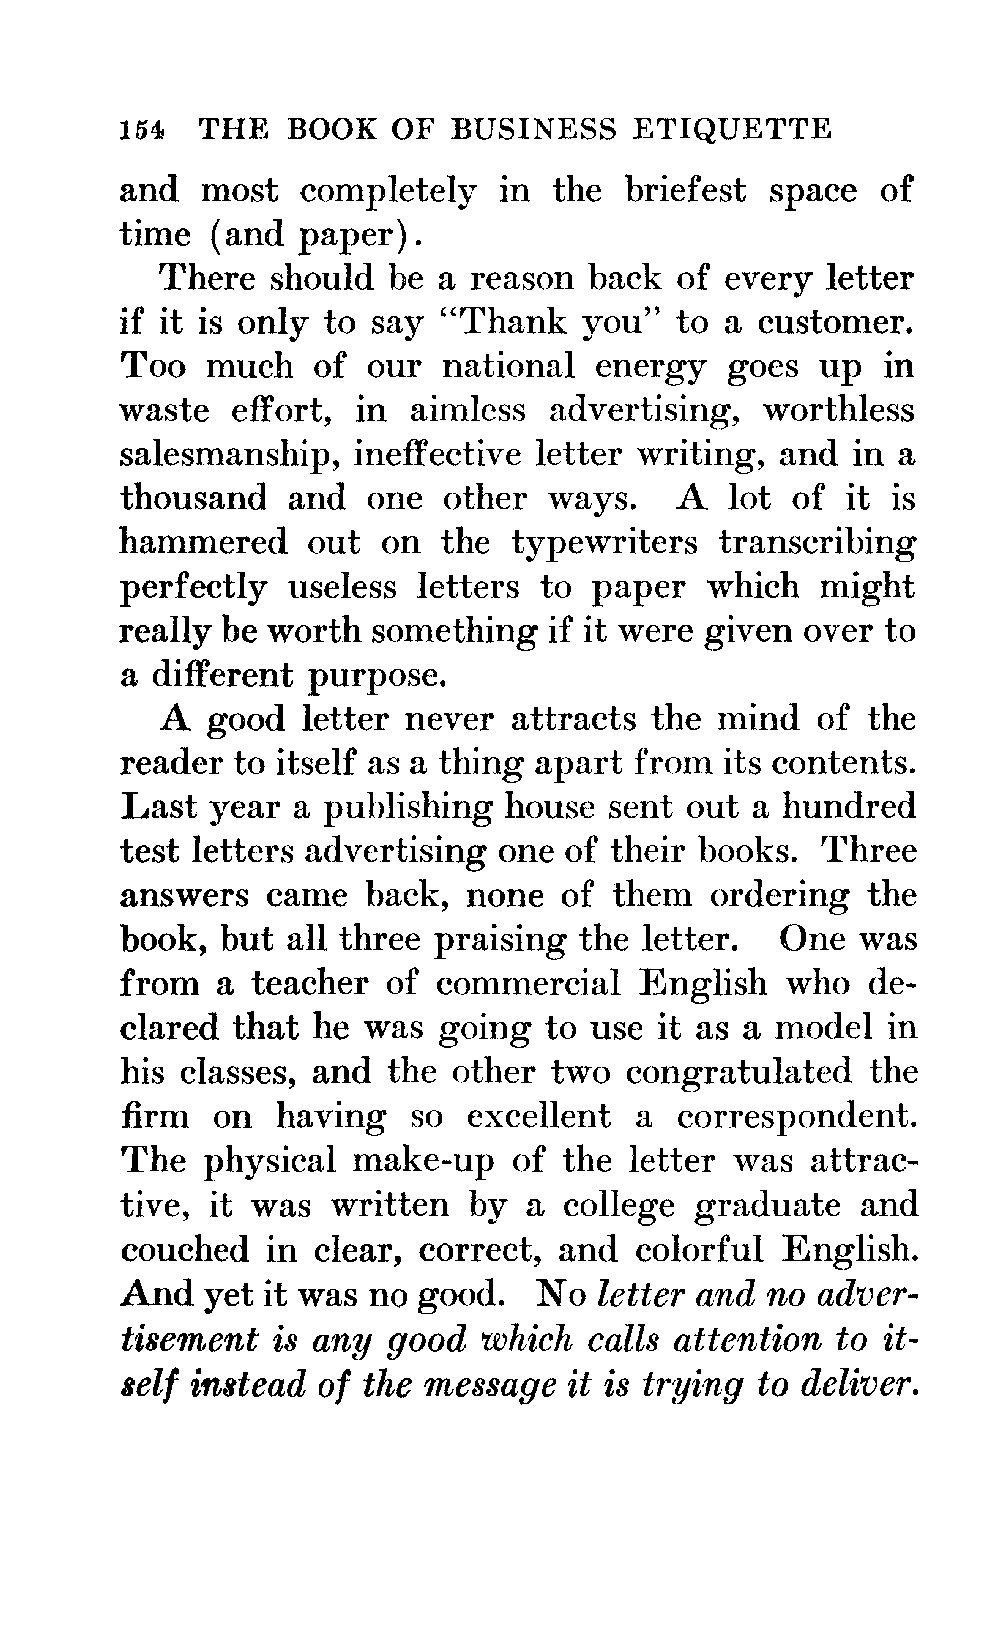 154 THE BOOK OF BUSINESS ETIQUETTE
and most completely in the briefest space of
time (and paper).
There should be a reason back of every letter
if it is only to say “Thank you” to a customer.
Too much of our national energy goes up in
waste effort, in aimless advertising, worthless
salesmanship, ineffective letter writing, and in a
thousand and one other ways. A lot of it is
hammered out on the typewriters transcribing
perfectly useless letters to paper which might
really be worth something if it were given over to
a different purpose.
A good letter never attracts the mind of the
reader to itself as a thing apart from its contents.
Last year a publishing house sent out a hundred
test letters advertising one of their books. Three
answers came back, none of them ordering the
book, but all three praising the letter. One was
from a teacher of commercial English who de-
clared that he was going to use it as a model in
his classes, and the other two congratulated the
firm on having so excellent a correspondent.
The physical make-up of the letter was attrac-
tive, it was written by a college graduate and
couched in clear, correct, and colorful English.
And yet it was no good. No letter and no adver-
tisement is any good which calls attention to it-
self instead of the message it is trying to deliver.